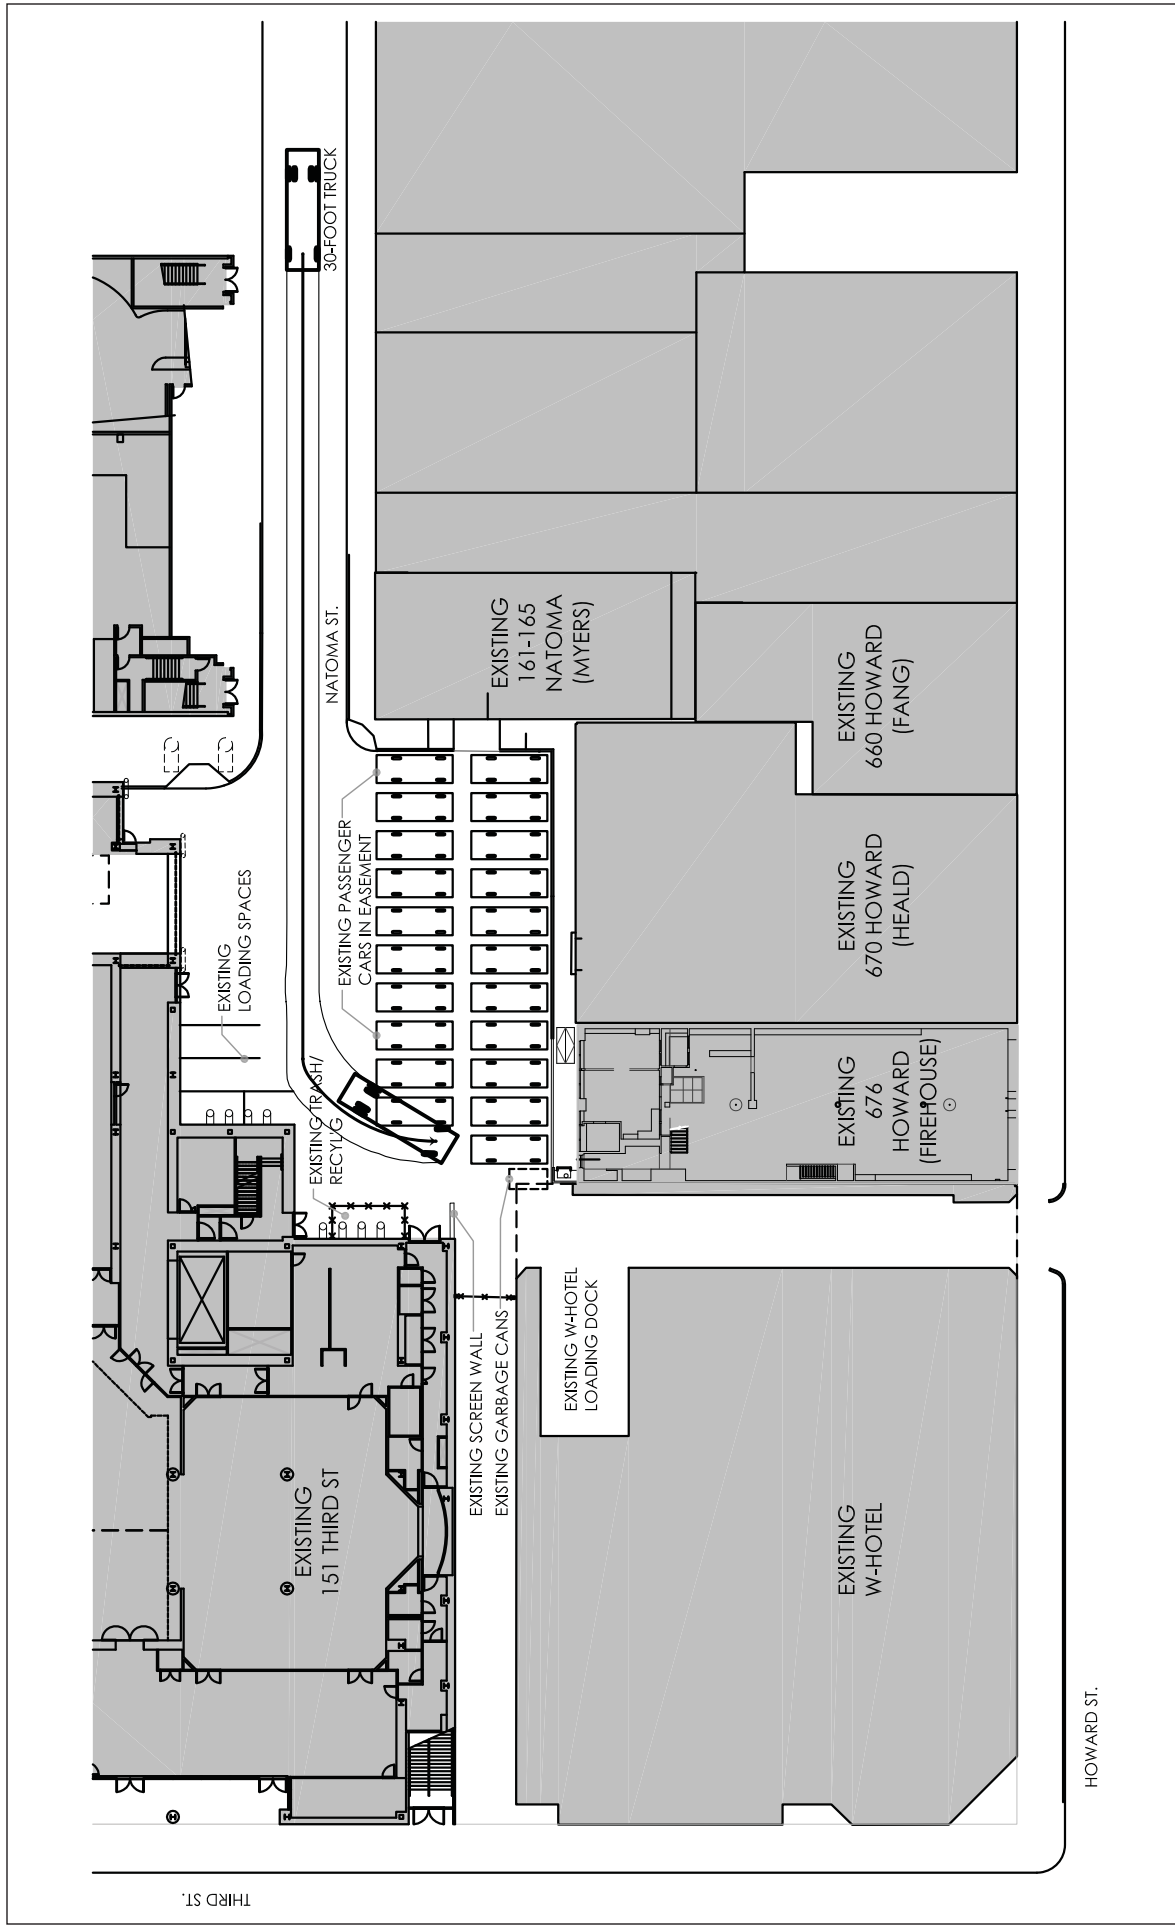 30-FOOT TRUCK
NATOMA ST.
EXISTING
161-165
NATOMA
(MYERS)
EXISTING
660 HOWARD
(FANG)
EXISTING PASSENGER
CARS IN EASEMENT
EXISTING
LOADING SPACES
EXISTING
670 HOWARD
(HEALD)
EXISTING TRASH/
RECYL'G
EXISTING
676
HOWARD
(FIREHOUSE)
EXISTING SCREEN WALL
EXISTING GARBAGE CANS
EXISTING W-HOTEL
LOADING DOCK
EXISTING
151 THIRD ST
EXISTING
W-HOTEL
HOWARD ST.
THIRD ST.